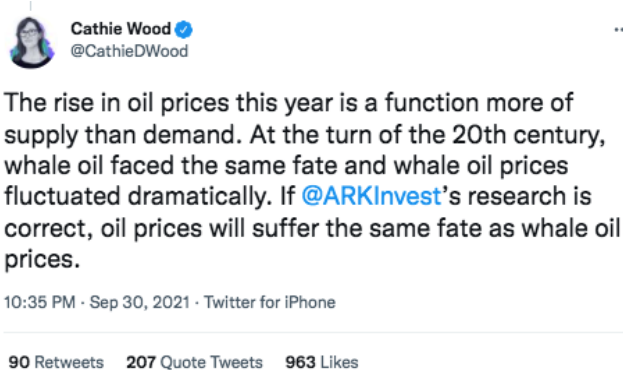 Cathie Wood
@CathieDWood
The rise in oil prices this year is a function more of
supply than demand. At the turn of the 20th century,
whale oil faced the same fate and whale oil prices
fluctuated dramatically. If @ARKInvest's research is
correct, oil prices will suffer the same fate as whale oil
prices.
10:35 PM · Sep 30, 2021 · Twitter for iPhone
90 Retweets 207 Quote Tweets 963 Likes